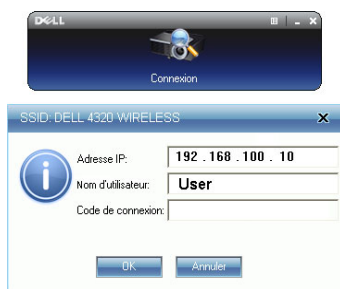 DELL
Connexion
SSID: DELL 4320 WIRELESS
Adresse IP: 192 . 168 . 100 . 10
Nom d'utilisateur: User
Code de connexion:
OK Annuler